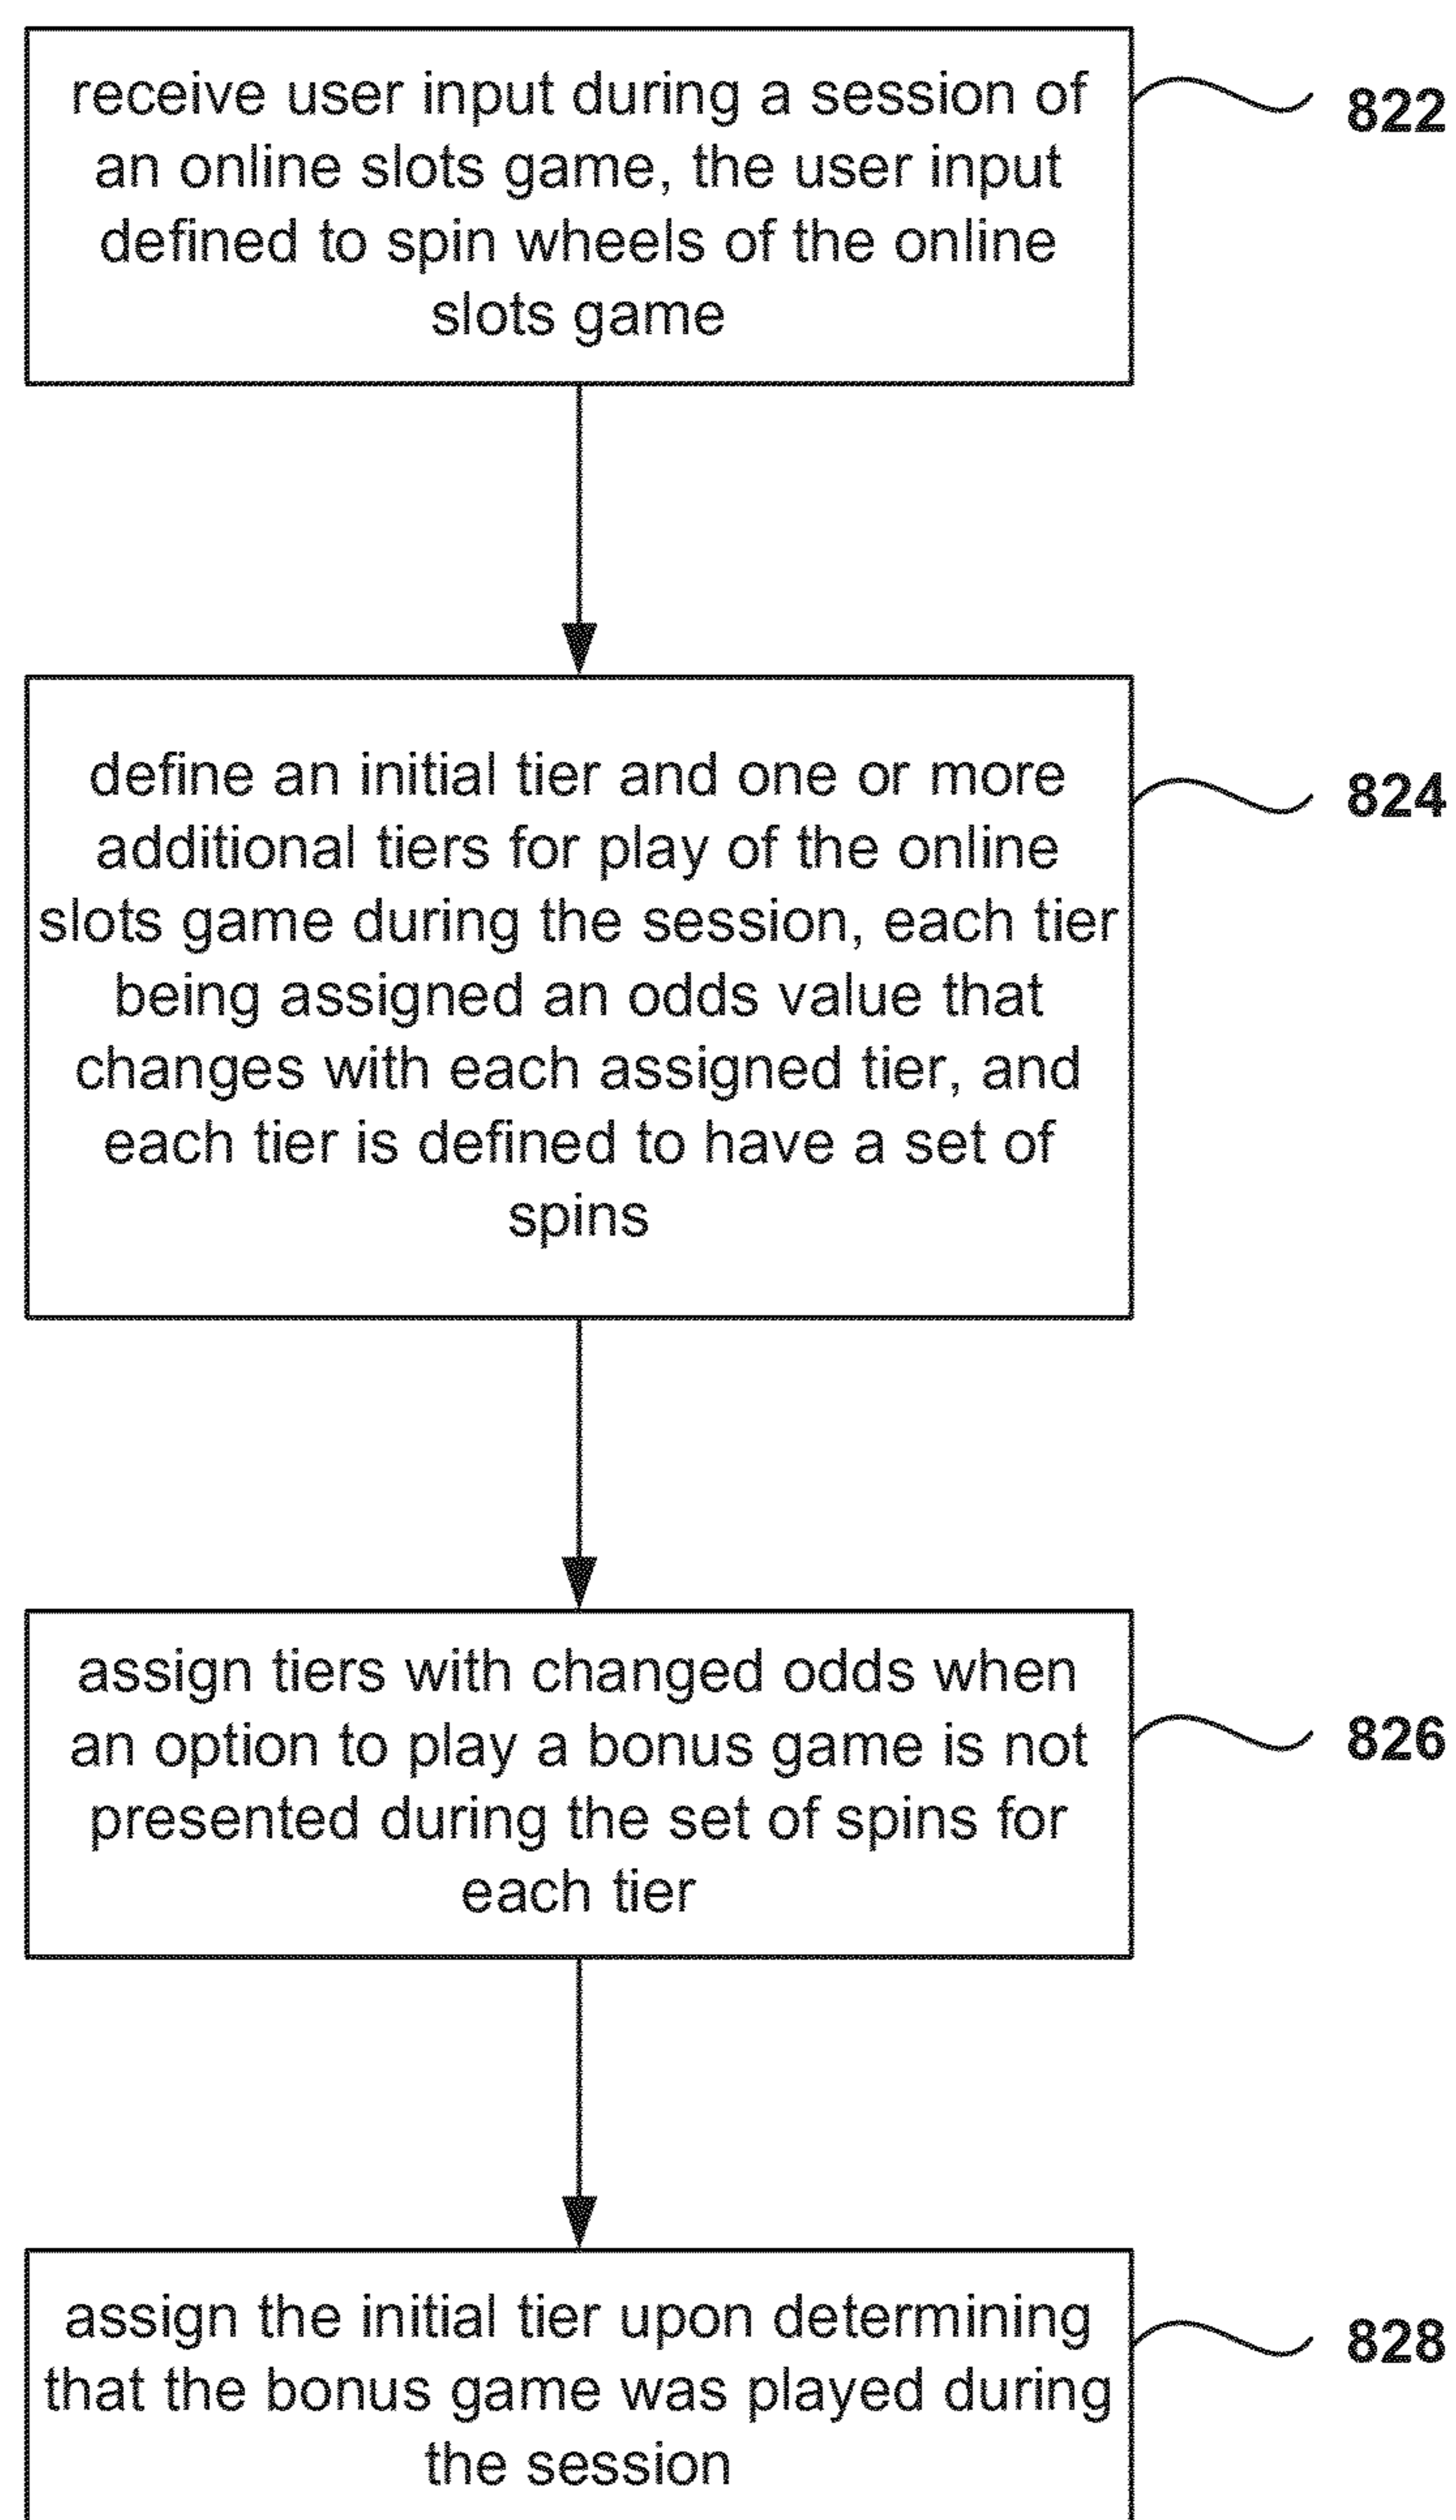 receive user input during a session of
an online slots game, the user input
defined to spin wheels of the online
slots game
822
define an initial tier and one or more
additional tiers for play of the online
slots game during the session, each tier
being assigned an odds value that
changes with each assigned tier, and
each tier is defined to have a set of
spins
824
assign tiers with changed odds when
an option to play a bonus game is not
presented during the set of spins for
each tier
826
assign the initial tier upon determining
that the bonus game was played during
the session
828